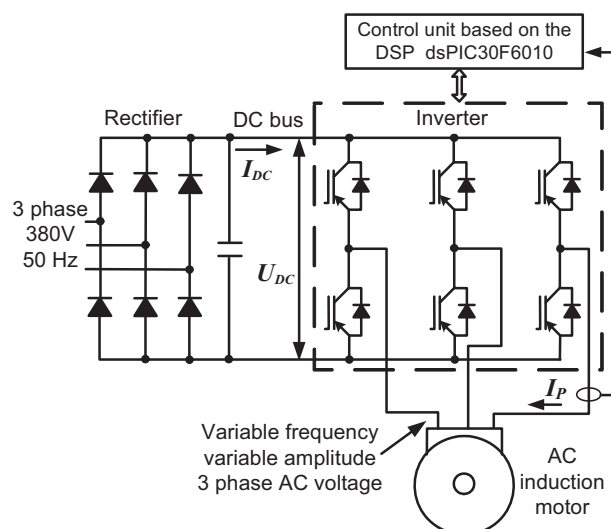 Control unit based on the
DSP dsPIC30F6010
Rectifier
DC bus
Inverter
I_DC
3 phase
380V
50 Hz
U_DC
I_P
Variable frequency
variable amplitude
3 phase AC voltage
AC
induction
motor